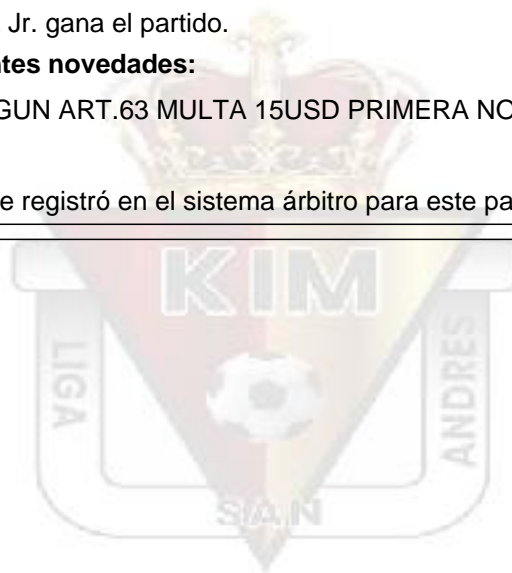 Jr. gana el partido.
ntes novedades:
GUN ART.63 MULTA 15USD PRIMERA NO
e registró en el sistema árbitro para este pa
KIM
LIGA
ANDRES
SAN